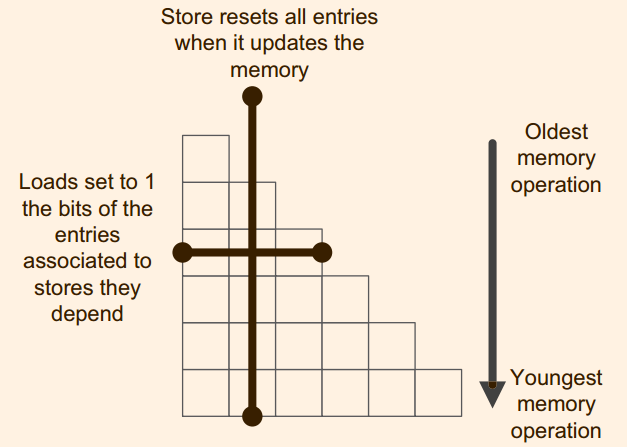 Store resets all entries
when it updates the
memory
Loads set to 1
the bits of the
entries
associated to
stores they
depend
Oldest
memory
operation
Youngest
memory
operation